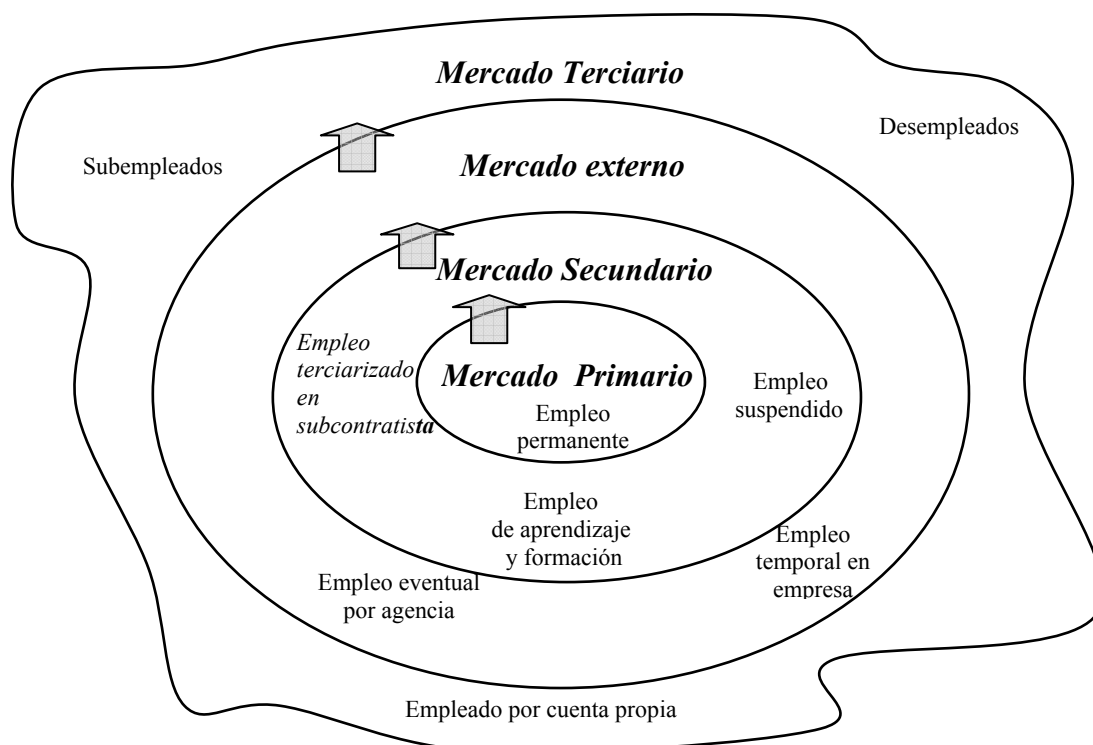 Mercado Terciario
Desempleados
Subempleados
Mercado externo
Mercado Secundario
Empleo
terciarizado
en
subcontratista
Mercado Primario
Empleo
permanente
Empleo
suspendido
Empleo
de aprendizaje
y formación
Empleo
temporal en
empresa
Empleo eventual
por agencia
Empleado por cuenta propia